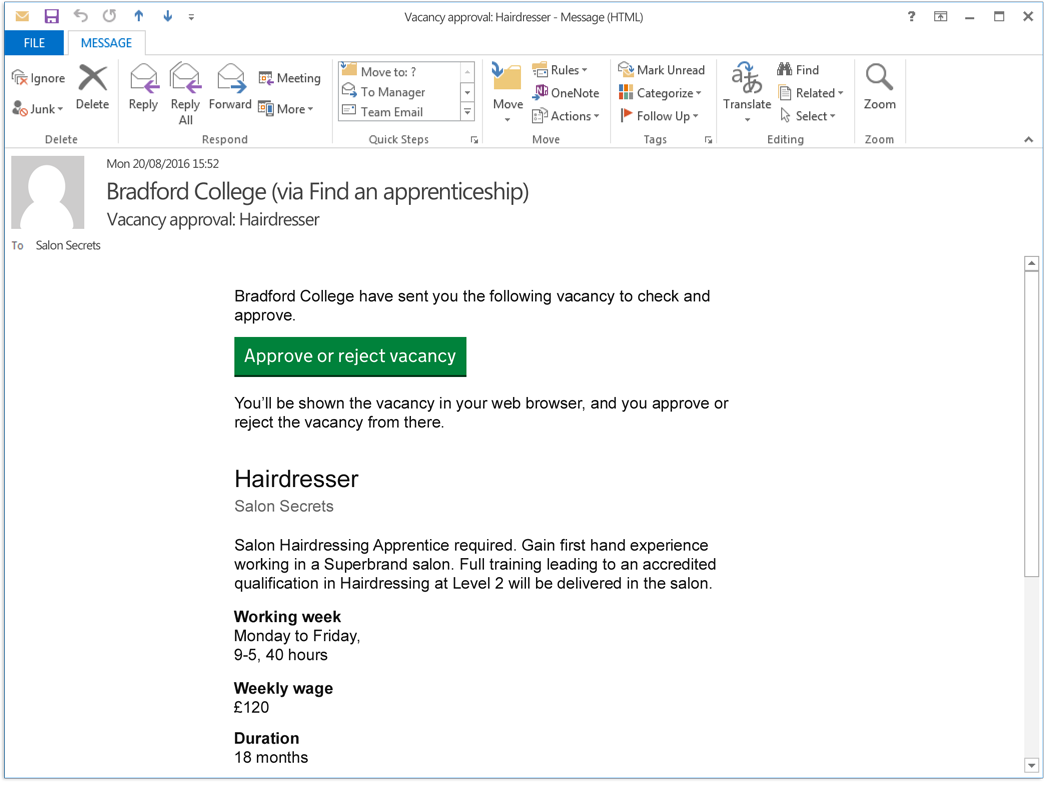 Vacancy approval: Hairdresser - Message (HTML)
?
FILE MESSAGE
Ignore
Junk
Delete
Delete
Reply
Reply All
Forward
Meeting
More
Respond
Move to: ?
To Manager
Team Email
Quick Steps
Move
Rules
OneNote
Actions
Move
Mark Unread
Categorize
Follow Up
Tags
Translate
Find
Related
Select
Editing
Zoom
Zoom
Mon 20/08/2016 15:52
Bradford College (via Find an apprenticeship)
Vacancy approval: Hairdresser
To Salon Secrets
Bradford College have sent you the following vacancy to check and
approve.
Approve or reject vacancy
You’ll be shown the vacancy in your web browser, and you approve or
reject the vacancy from there.
Hairdresser
Salon Secrets
Salon Hairdressing Apprentice required. Gain first hand experience
working in a Superbrand salon. Full training leading to an accredited
qualification in Hairdressing at Level 2 will be delivered in the salon.
Working week
Monday to Friday,
9-5, 40 hours
Weekly wage
£120
Duration
18 months